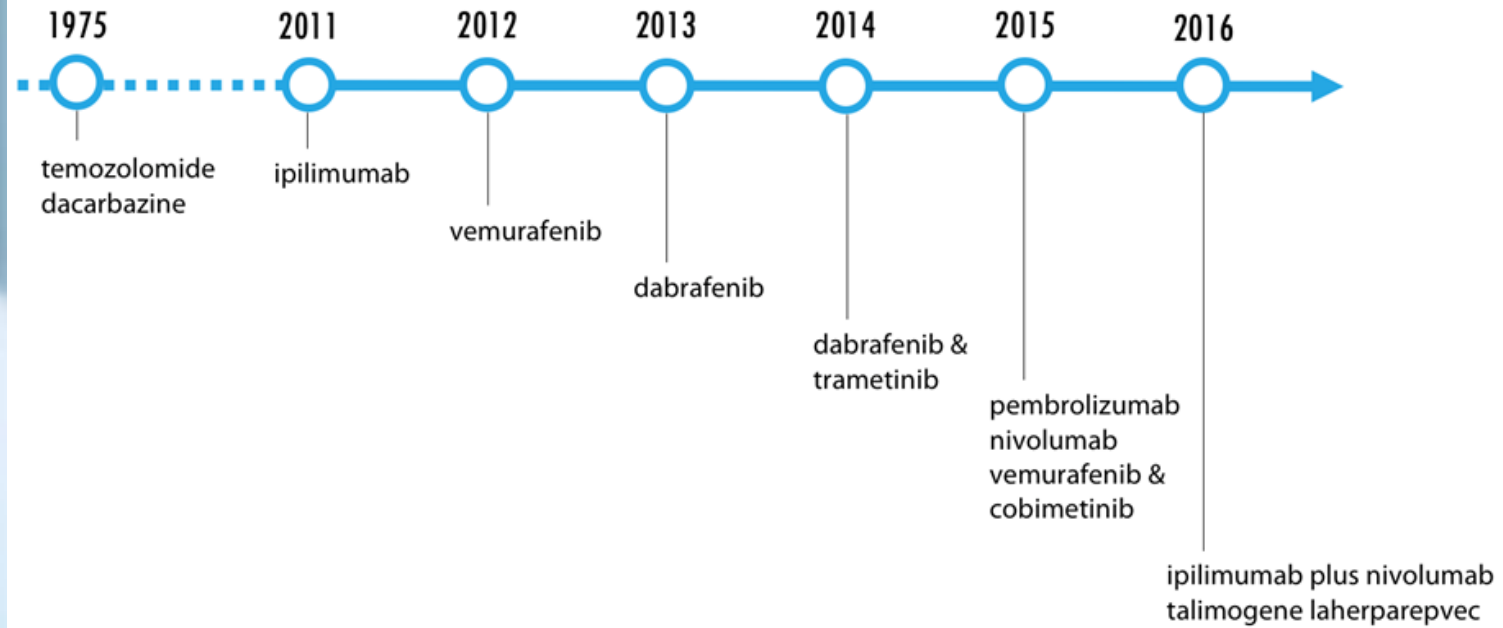 1975
2011
2012
2013
2014
2015
2016
temozolomide
dacarbazine
ipilimumab
vemurafenib
dabrafenib
dabrafenib &
trametinib
pembrolizumab
nivolumab
vemurafenib &
cobimetinib
ipilimumab plus nivolumab
talimogene laherparepvec